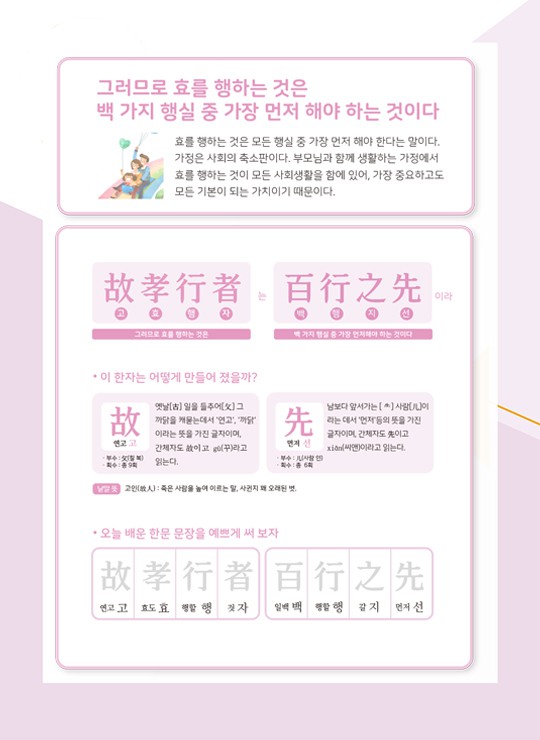 그러므로 효를 행하는 것은
백 가지 행실 중 가장 먼저 해야 하는 것이다
효를 행하는 것은 모든 행실 중 가장 먼저 해야 한다는 말이다.
가정은 사회의 축소판이다. 부모님과 함께 생활하는 가정에서
효를 행하는 것이 모든 사회생활을 함에 있어, 가장 중요하고도
모든 기본이 되는 가치이기 때문이다.
故孝行者 는 百行之先 이라
고 효 행 자 백 행 지 선
그러므로 효를 행하는 것은 백 가지 행실 중 가장 먼저해야 하는 것이다
• 이 한자는 어떻게 만들어 졌을까?
故
연고 고
옛날[古] 일을 들추어[攵] 그
까닭을 캐묻는데서 ‘연고’, ‘까닭’
이라는 뜻을 가진 글자이며,
간체자도 故이고 gù(꾸)라고
읽는다.
· 부수 : 攵(칠 복)
· 획수 : 총 9획
先
먼저 선
남보다 앞서가는 [ㅗ] 사람[儿]이
라는 데서 ‘먼저’등의 뜻을 가진
글자이며, 간체자도 先이고
xiān(씨앤)이라고 읽는다.
· 부수 : 儿(사람 인)
· 획수 : 총 6획
낱말 뜻 고인(故人) : 죽은 사람을 높여 이르는 말, 사귄지 꽤 오래된 벗.
• 오늘 배운 한문 문장을 예쁘게 써 보자
故 孝 行 者 百 行 之 先
연고 고 효도 효 행할 행 것 자 일백 백 행할 행 갈 지 먼저 선